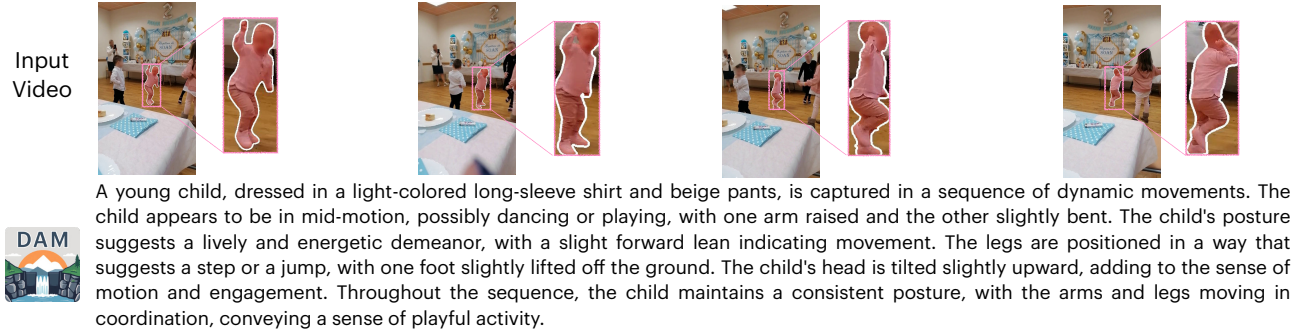 Input
Video
A young child, dressed in a light-colored long-sleeve shirt and beige pants, is captured in a sequence of dynamic movements. The
child appears to be in mid-motion, possibly dancing or playing, with one arm raised and the other slightly bent. The child's posture
suggests a lively and energetic demeanor, with a slight forward lean indicating movement. The legs are positioned in a way that
suggests a step or a jump, with one foot slightly lifted off the ground. The child's head is tilted slightly upward, adding to the sense of
motion and engagement. Throughout the sequence, the child maintains a consistent posture, with the arms and legs moving in
coordination, conveying a sense of playful activity.
DAM